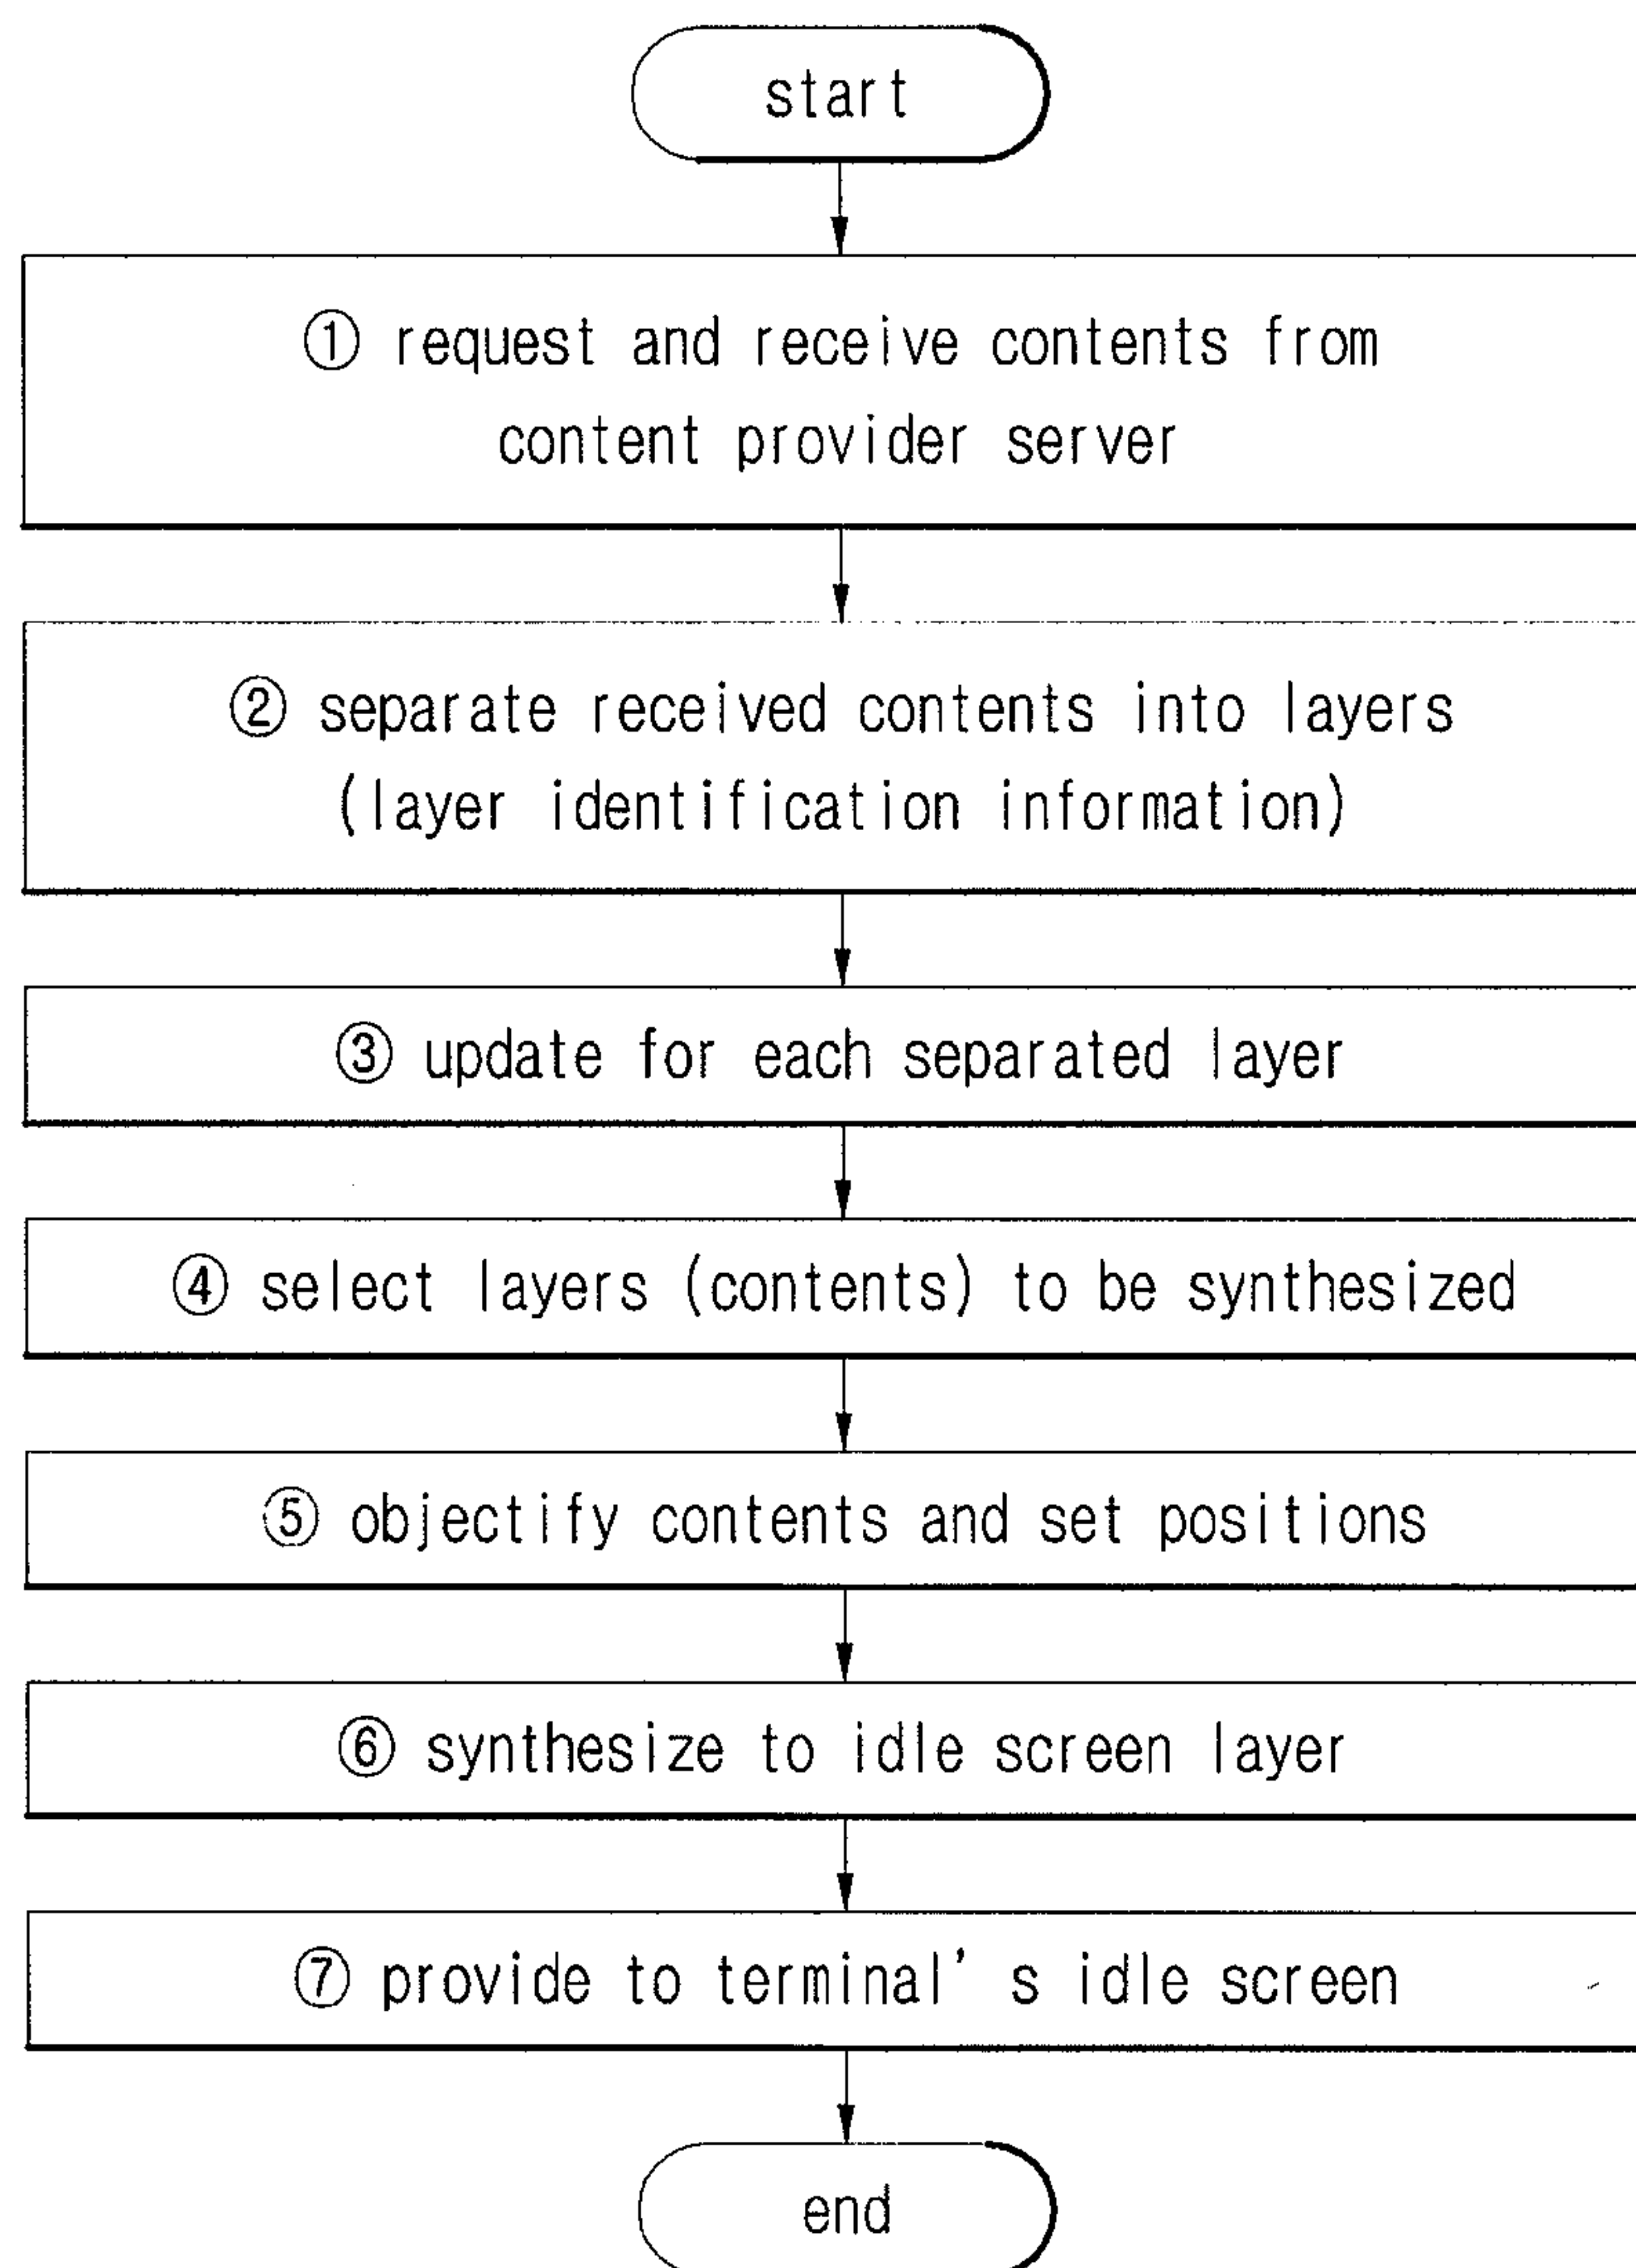 start
① request and receive contents from
content provider server
② separate received contents into layers
(layer identification information)
③ update for each separated layer
④ select layers (contents) to be synthesized
⑤ objectify contents and set positions
⑥ synthesize to idle screen layer
⑦ provide to terminal's idle screen
end